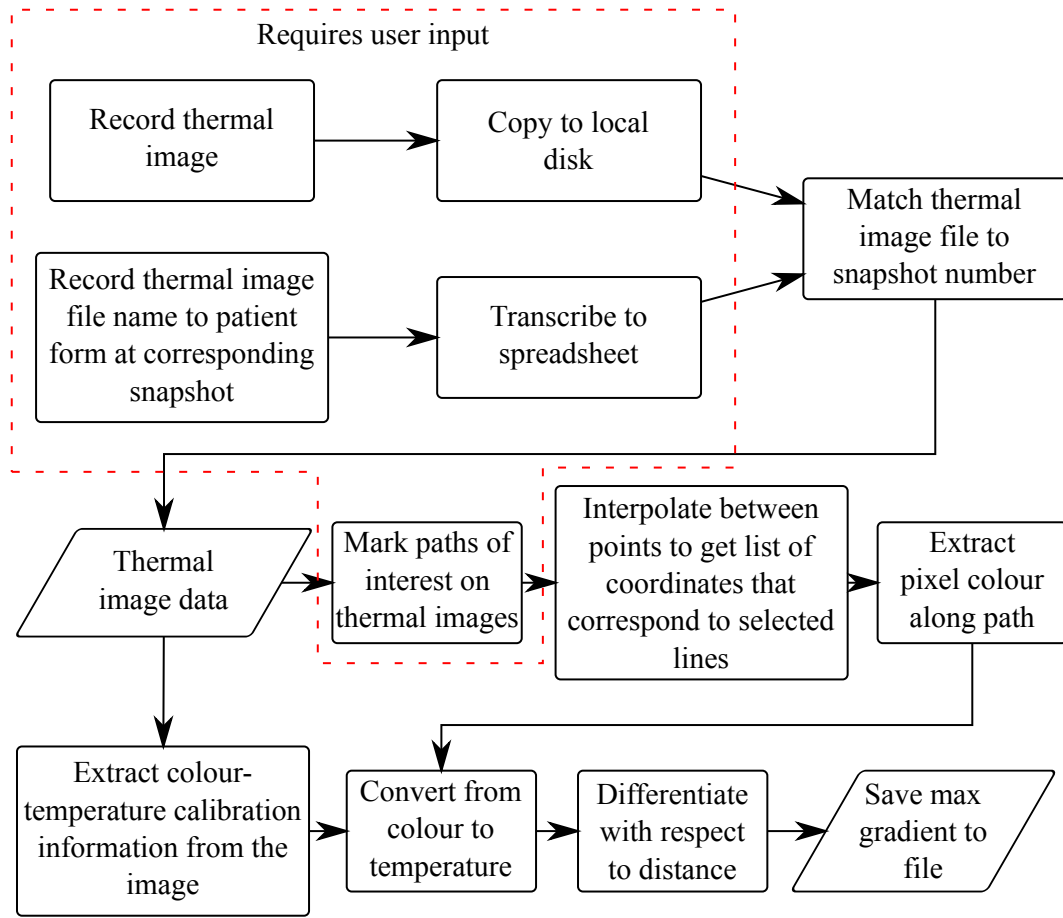 Requires user input
Record thermal
image
Copy to local
disk
Match thermal
image file to
snapshot number
Record thermal image
file name to patient
form at corresponding
snapshot
Transcribe to
spreadsheet
Thermal
image data
Mark paths of
interest on
thermal images
Interpolate between
points to get list of
coordinates that
correspond to selected
lines
Extract
pixel colour
along path
Extract colour-
temperature calibration
information from the
image
Convert from
colour to
temperature
Differentiate
with respect
to distance
Save max
gradient to
file